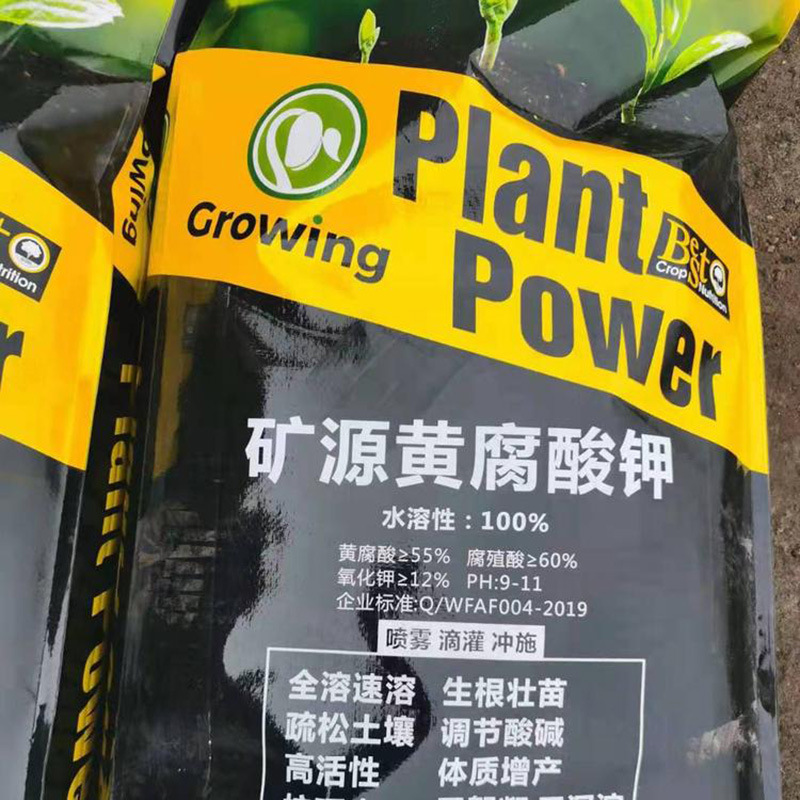 Plant
Growing
Best
Crop Nutrition
Power
矿源黄腐酸钾
水溶性：100%
黄腐酸≥55% 腐殖酸≥60%
氧化钾≥12% PH:9-11
企业标准:Q/WFAF004-2019
喷雾 滴灌 冲施
全溶速溶 生根壮苗
疏松土壤 调节酸碱
高活性 体质增产